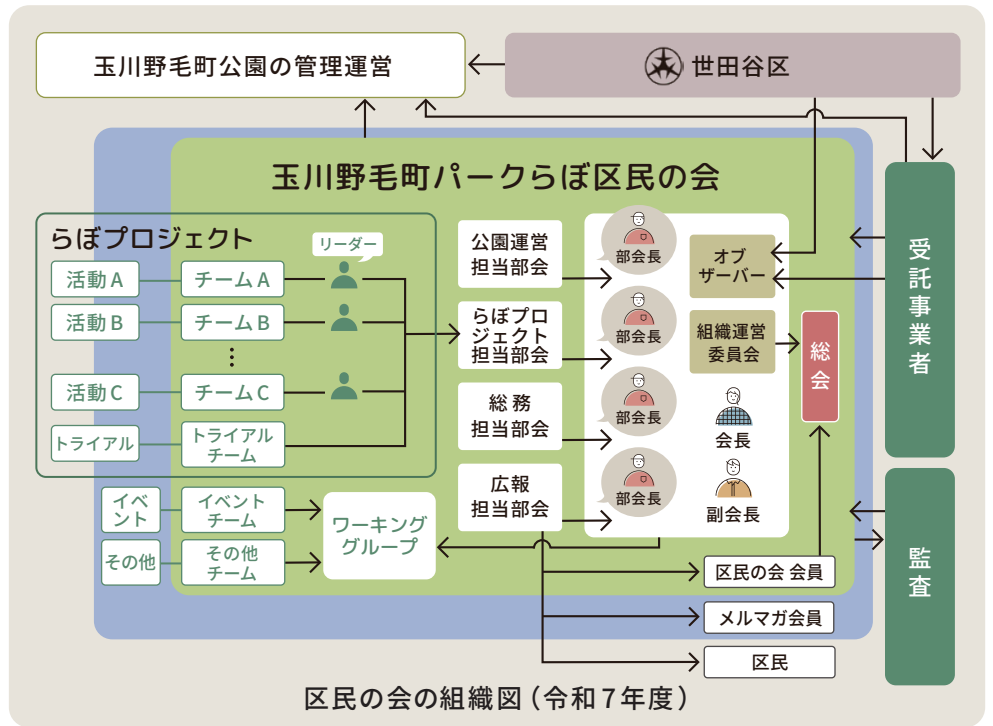 玉川野毛町公園の管理運営
世田谷区
玉川野毛町パークらぼ区民の会
らぼプロジェクト
リーダー
活動A
チームA
活動B
チームB
⋮
活動C
チームC
トライアル
トライアル
チーム
イベ
ント
イベント
チーム
その他
その他
チーム
ワーキング
グループ
公園運営
担当部会
らぼプロ
ジェクト
担当部会
総務
担当部会
広報
担当部会
部会長
部会長
部会長
部会長
オブ
ザーバー
組織運営
委員会
会長
副会長
総会
受託事業者
監査
区民の会 会員
メルマガ会員
区民
区民の会の組織図（令和7年度）